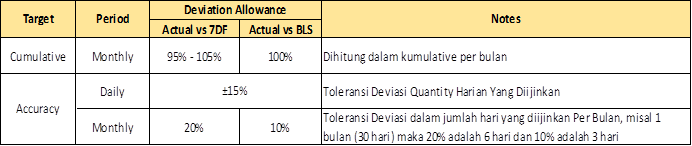 Target Period Deviation Allowance Notes
Actual vs 7DF Actual vs BLS
Cumulative Monthly 95% - 105% 100% Dihitung dalam kumulative per bulan
Accuracy Daily ±15% Toleransi Deviasi Quantity Harian Yang Diijinkan
Monthly 20% 10% Toleransi Deviasi dalam jumlah hari yang diijinkan Per Bulan, misal 1
bulan (30 hari) maka 20% adalah 6 hari dan 10% adalah 3 hari